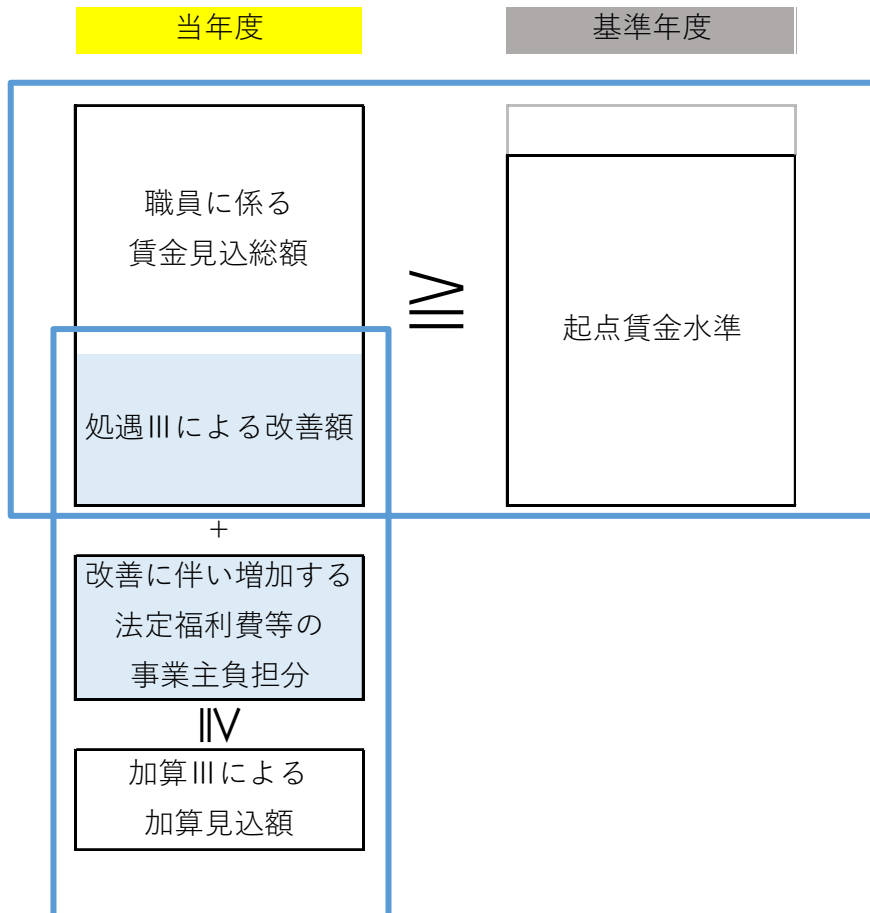 当年度
基準年度
職員に係る
賃金見込総額
≧
起点賃金水準
処遇Ⅲによる改善額
+
改善に伴い増加する
法定福利費等の
事業主負担分
≧
加算Ⅲによる
加算見込額